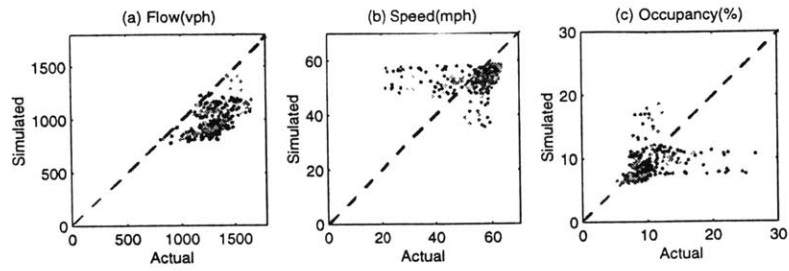 (a) Flow(vph)
Simulated
1500
1000
500
0
0 500 1000 1500
Actual
(b) Speed(mph)
Simulated
60
40
20
0
0 20 40 60
Actual
(c) Occupancy(%)
Simulated
30
20
10
0
0 10 20 30
Actual